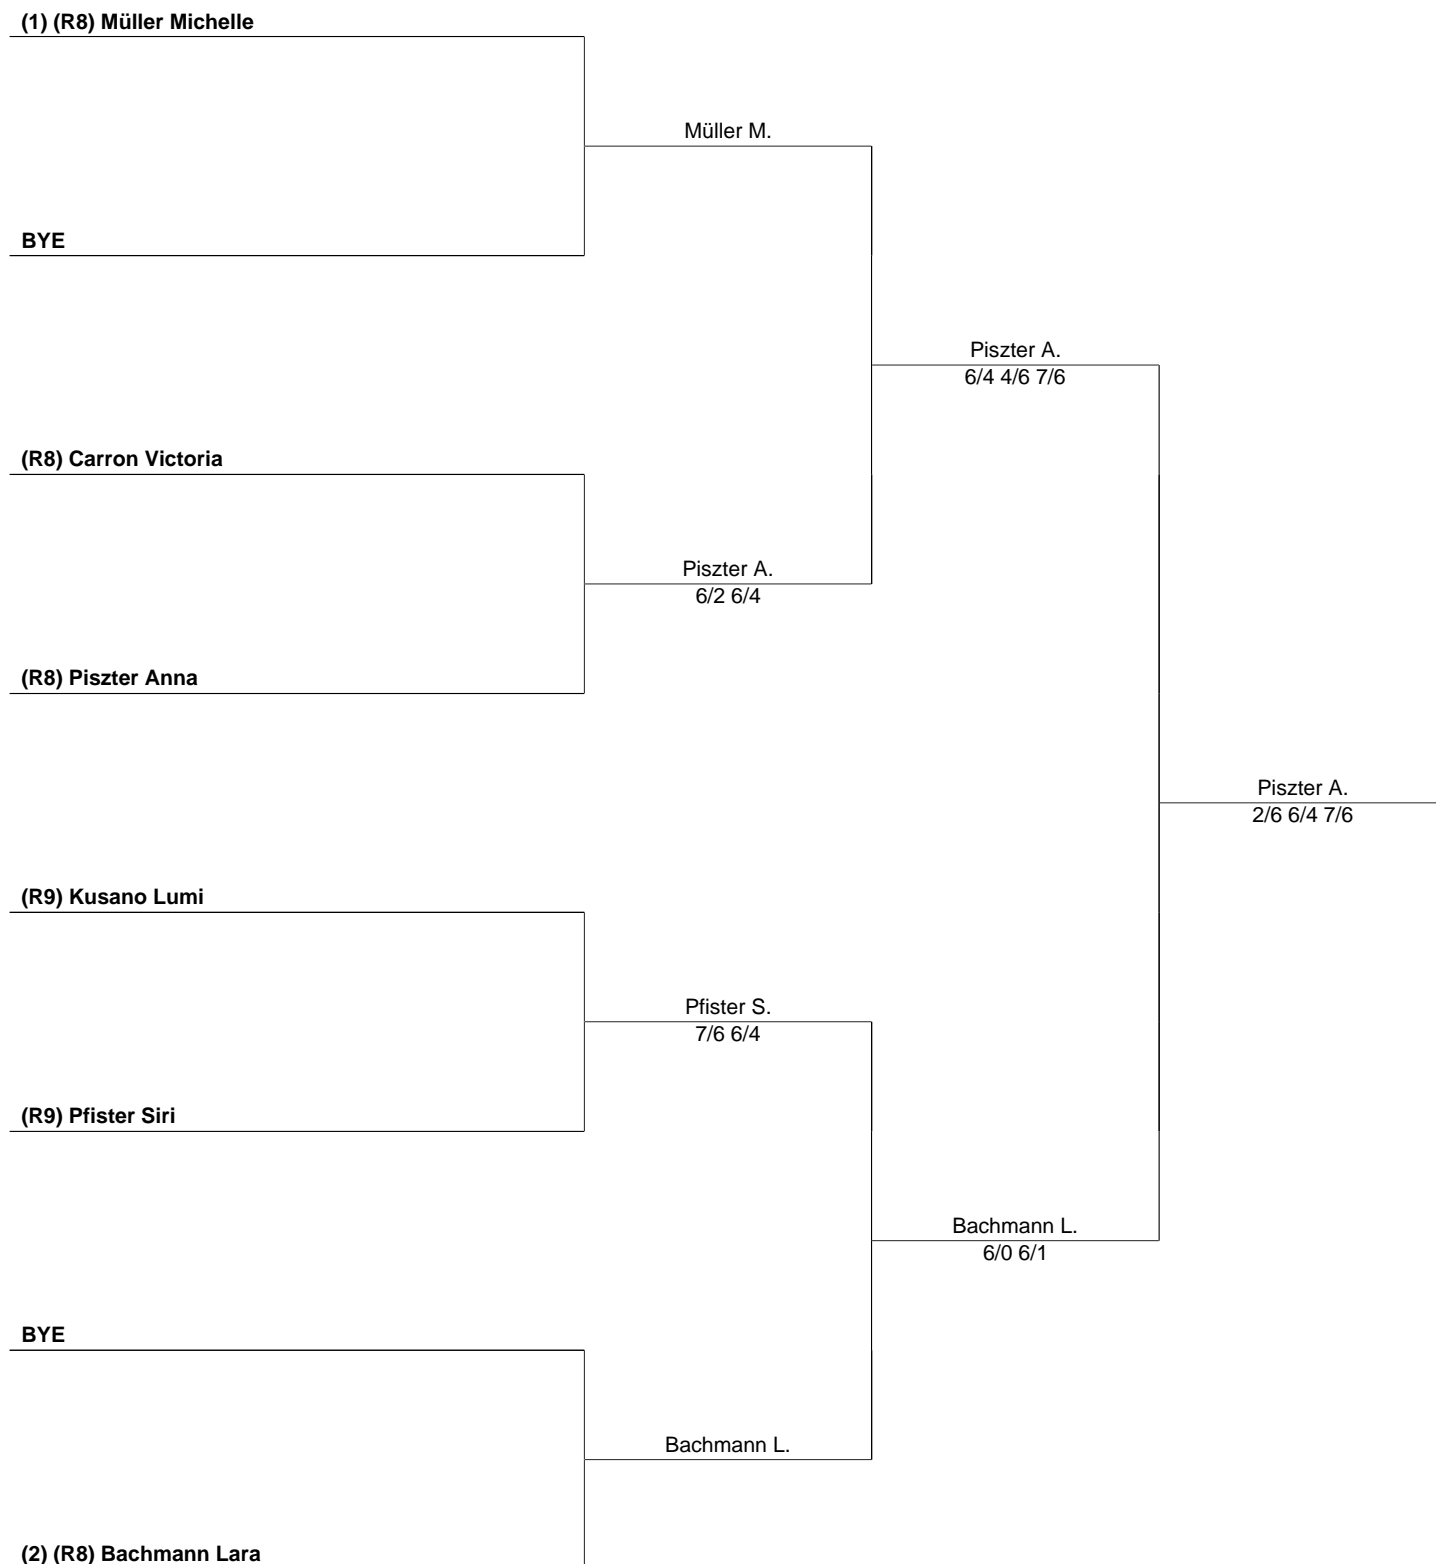 (1) (R8) Müller Michelle
Müller M.
BYE
Piszter A.
6/4 4/6 7/6
(R8) Carron Victoria
Piszter A.
6/2 6/4
(R8) Piszter Anna
Piszter A.
2/6 6/4 7/6
(R9) Kusano Lumi
Pfister S.
7/6 6/4
(R9) Pfister Siri
Bachmann L.
6/0 6/1
BYE
Bachmann L.
(2) (R8) Bachmann Lara